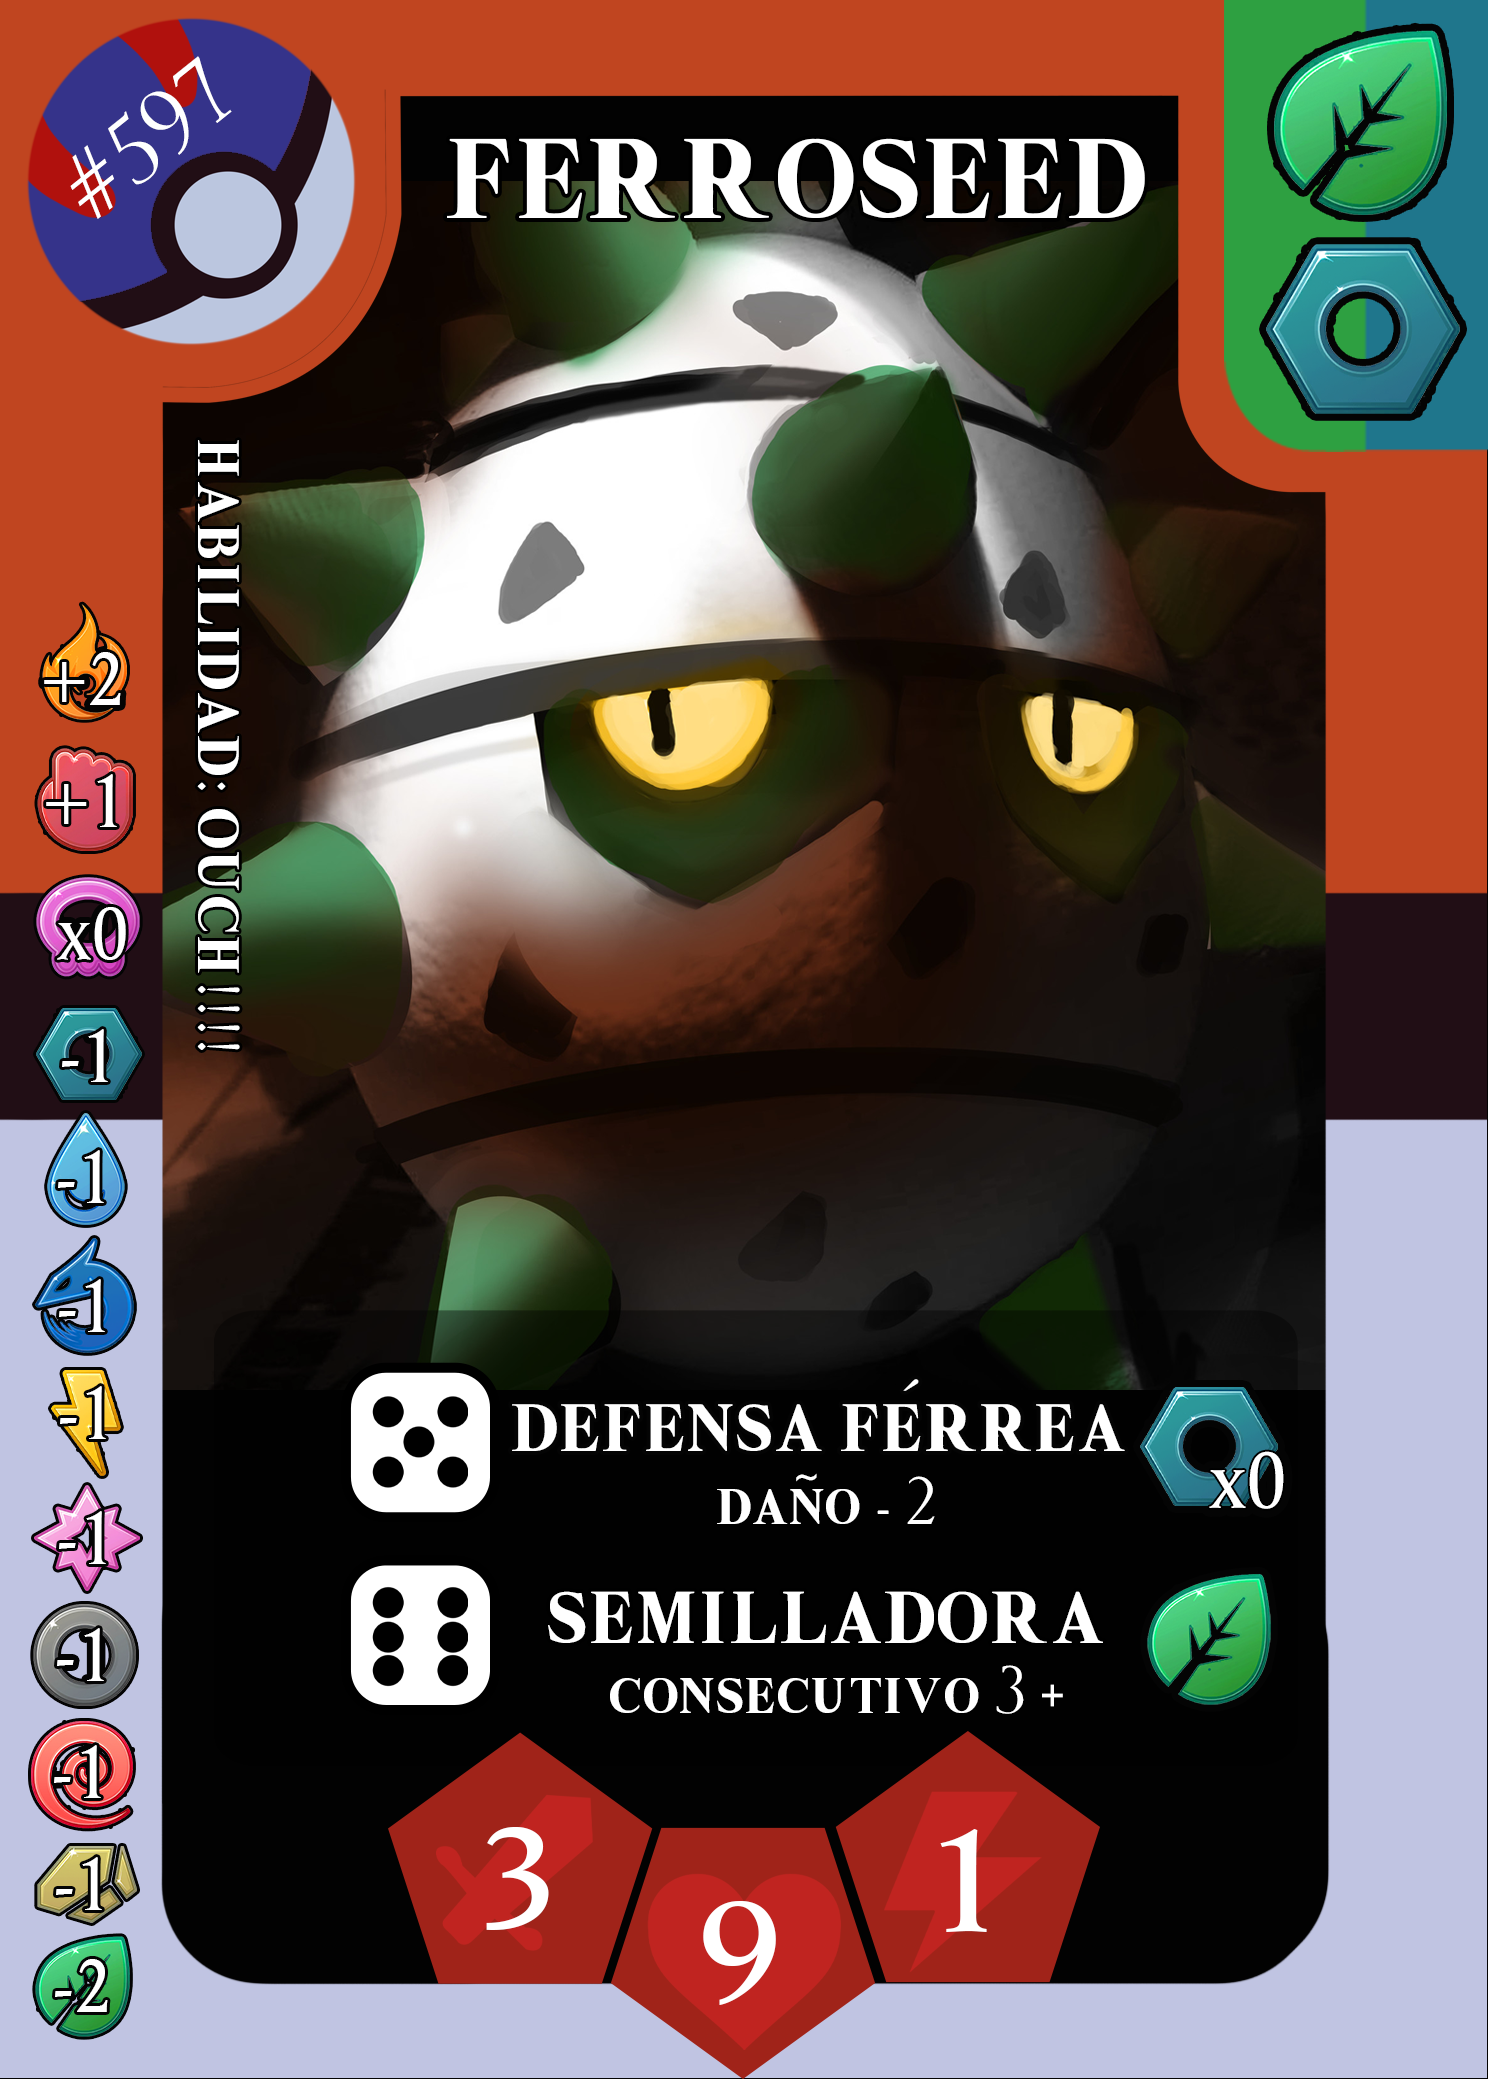 #597
FERROSEED
HABILIDAD: OUCH!!!!
+2
+1
x0
-1
-1
-1
-1
-1
-1
-1
-1
-2
DEFENSA FÉRREA
x0
DAÑO - 2
SEMILLADORA
CONSECUTIVO 3 +
3
9
1